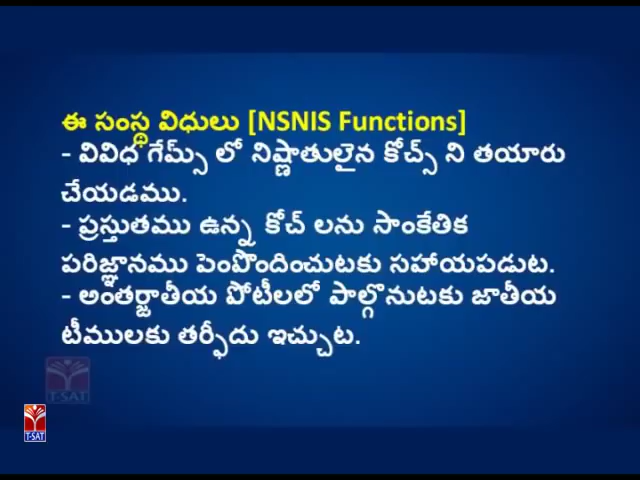 ఈ సంస్థ విధులు [NSNIS Functions]
- వివిధ గేమ్స్ లో నిష్ణాతులైన కోచ్స్ ని తయారు
చేయడము.
- ప్రస్తుతము ఉన్న కోచ్ లను సాంకేతిక
పరిజ్ఞానము పెంపొందించుటకు సహాయపడుట.
- అంతర్జాతీయ పోటీలలో పాల్గొనుటకు జాతీయ
టీములకు తర్ఫీదు ఇచ్చుట.
T-SAT
T-SAT